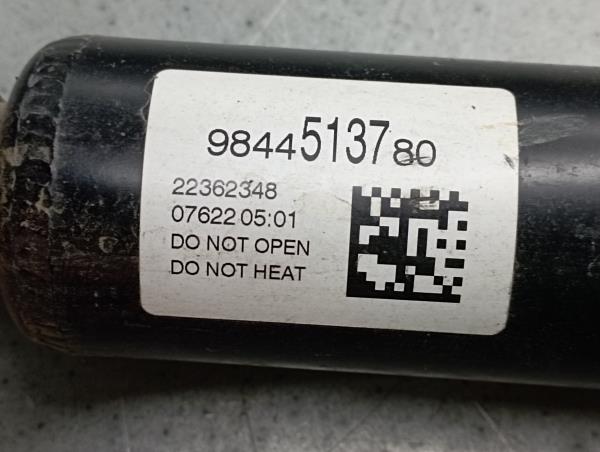 9844513780
22362348
07622 05:01
DO NOT OPEN
DO NOT HEAT